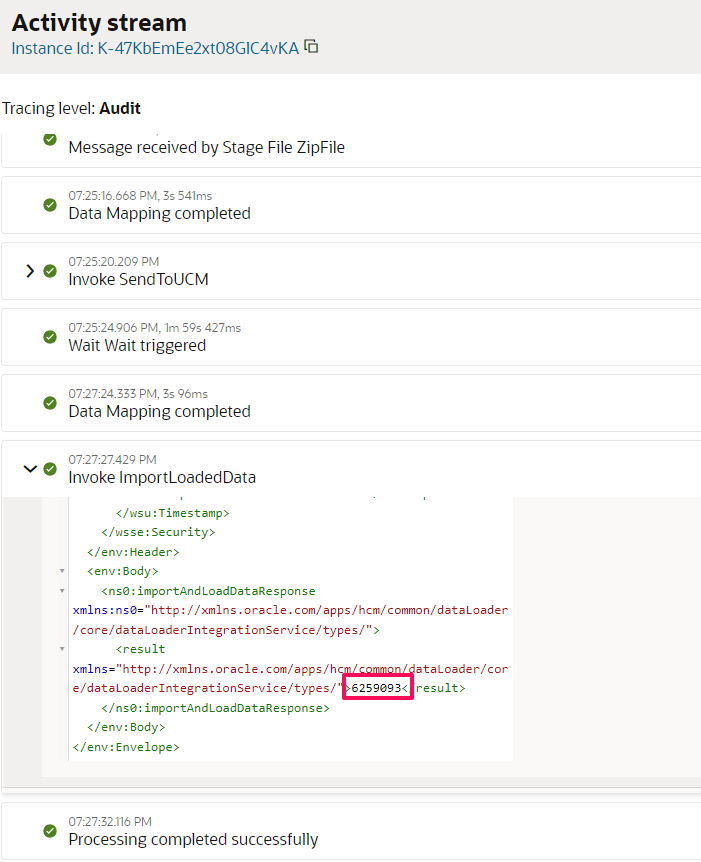 Activity stream
Instance Id: K-47KbEmEe2xt08GIC4vKA
Tracing level: Audit
Message received by Stage File ZipFile
07:25:16.668 PM, 3s 541ms
Data Mapping completed
07:25:20.209 PM
Invoke SendToUCM
07:25:24.906 PM, 1m 59s 427ms
Wait Wait triggered
07:27:24.333 PM, 3s 96ms
Data Mapping completed
07:27:27.429 PM
Invoke ImportLoadedData
</wsu:Timestamp>
</wsse:Security>
</env:Header>
<env:Body>
<ns0:importAndLoadDataResponse
xmlns:ns0="http://xmlns.oracle.com/apps/hcm/common/dataLoader
/core/dataLoaderIntegrationService/types/">
<result
xmlns="http://xmlns.oracle.com/apps/hcm/common/dataLoader/cor
e/dataLoaderIntegrationService/types/">6259093</result>
</ns0:importAndLoadDataResponse>
</env:Body>
</env:Envelope>
07:27:32.116 PM
Processing completed successfully